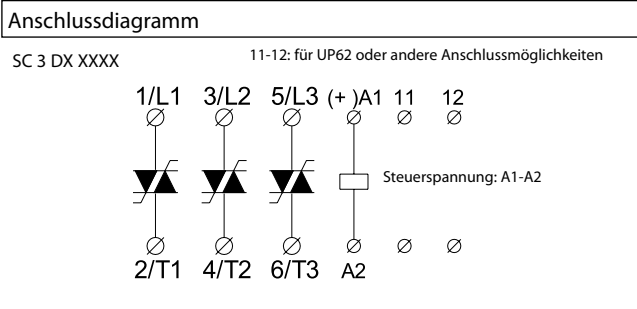 Anschlussdiagramm
SC 3 DX XXXX
11-12: für UP62 oder andere Anschlussmöglichkeiten
1/L1 3/L2 5/L3 (+ )A1 11 12
Steuerspannung: A1-A2
2/T1 4/T2 6/T3 A2